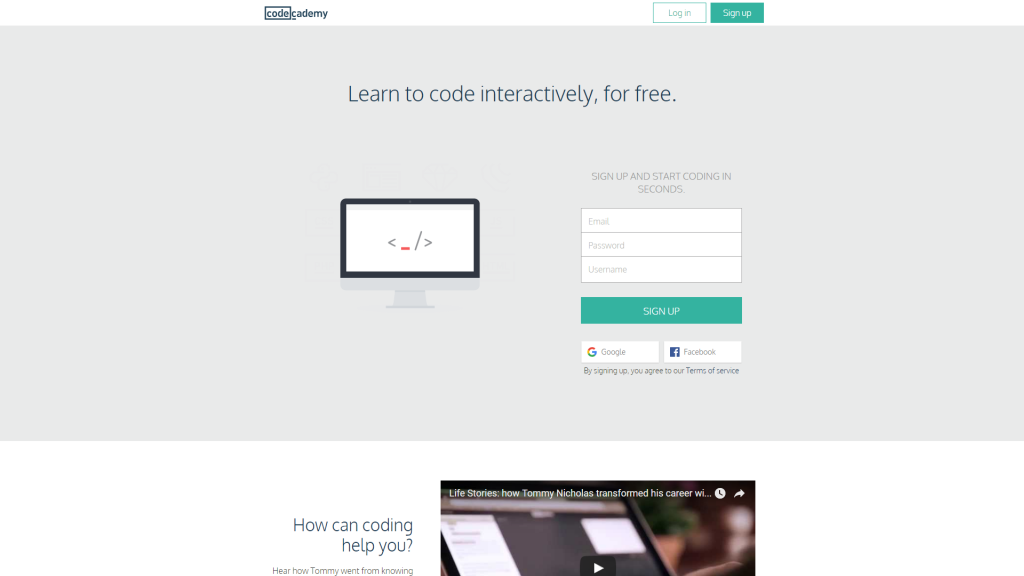 codecademy
Log in
Sign up
Learn to code interactively, for free.
< _ />
SIGN UP AND START CODING IN
SECONDS.
Email
Password
Username
SIGN UP
Google
Facebook
By signing up, you agree to our Terms of service
Life Stories: how Tommy Nicholas transformed his career wi...
How can coding
help you?
Hear how Tommy went from knowing